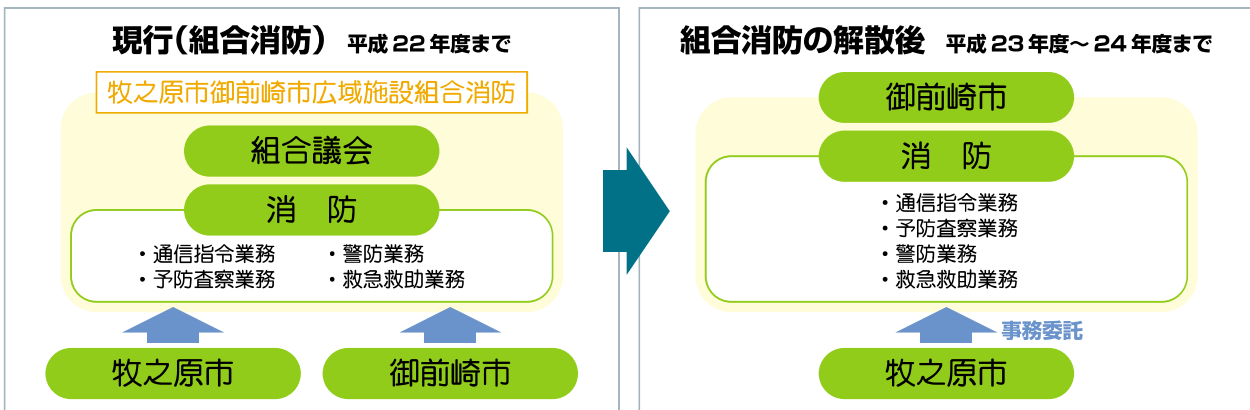 現行(組合消防) 平成22年度まで
牧之原市御前崎市広域施設組合消防
組合議会
消 防
・通信指令業務 ・警防業務
・予防査察業務 ・救急救助業務
牧之原市 御前崎市
組合消防の解散後 平成23年度～24年度まで
御前崎市
消 防
・通信指令業務
・予防査察業務
・警防業務
・救急救助業務
事務委託
牧之原市